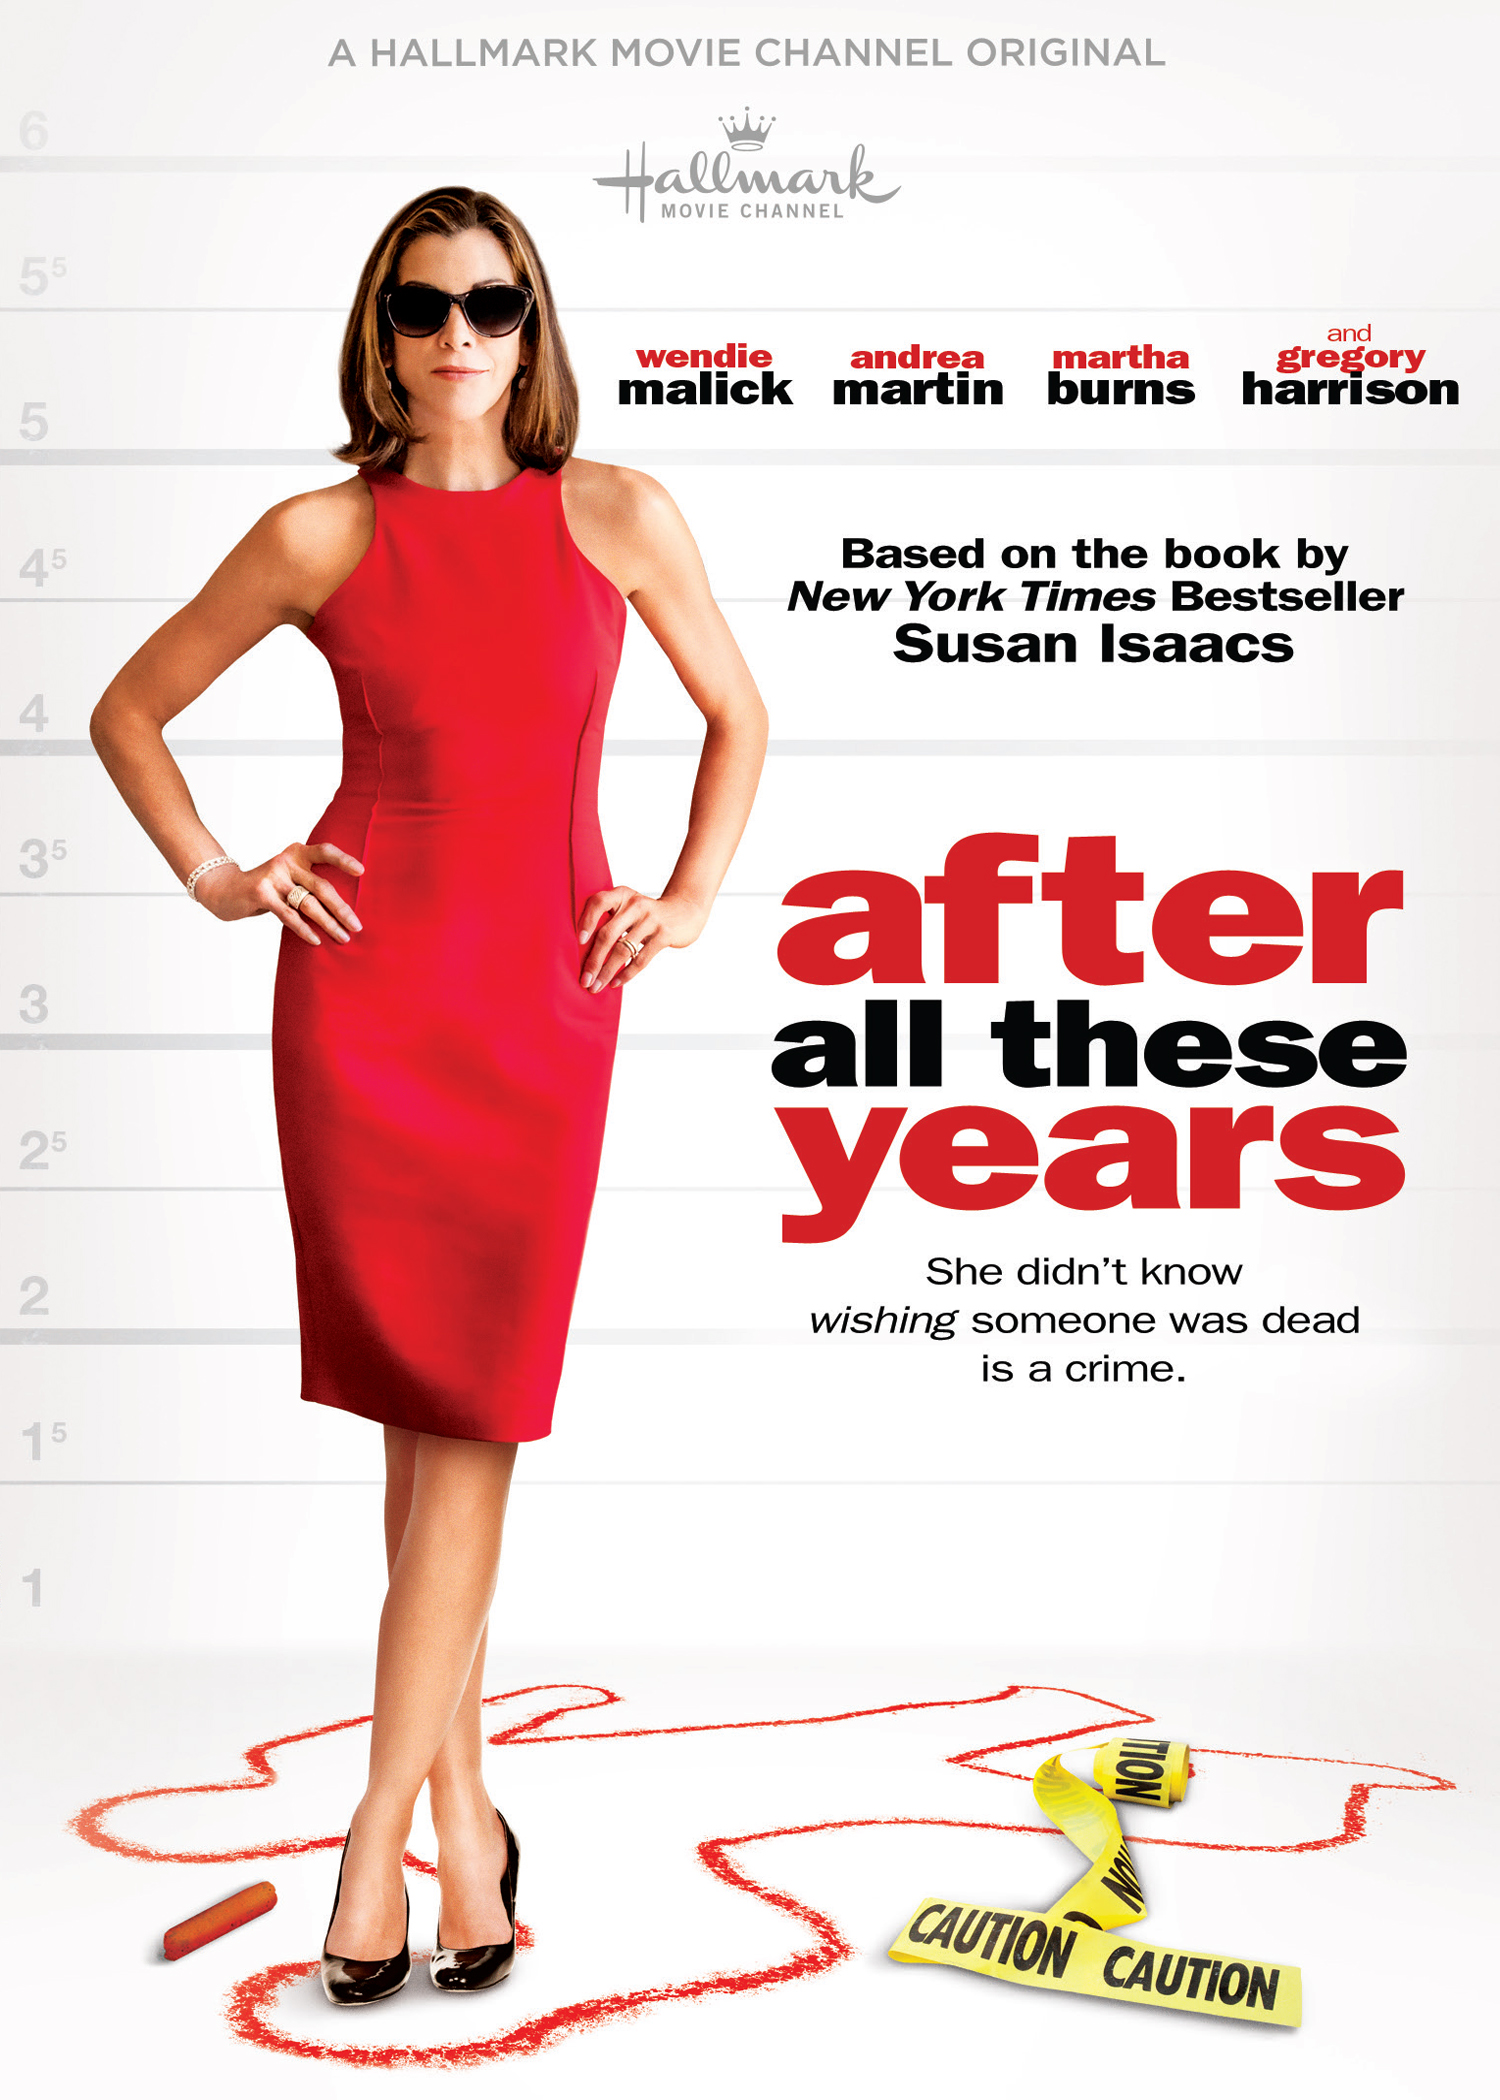 A HALLMARK MOVIE CHANNEL ORIGINAL
Hallmark
MOVIE CHANNEL
6
5⁵
5
4⁵
4
3⁵
3
2⁵
2
1⁵
1
wendie malick
andrea martin
martha burns
and gregory harrison
Based on the book by
New York Times Bestseller
Susan Isaacs
after
all these
years
She didn't know
wishing someone was dead
is a crime.
TION
ION
CAUTION CAUTION